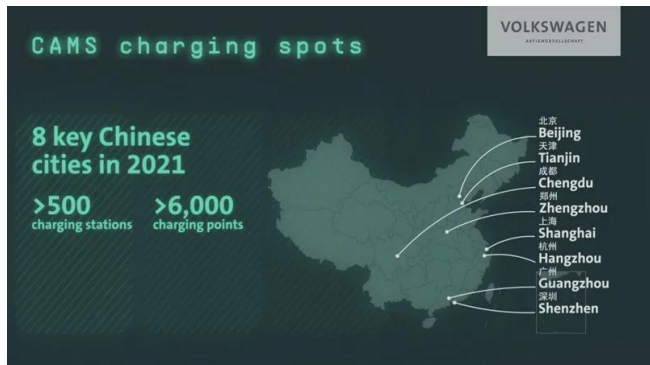 CAMS charging spots
VOLKSWAGEN
AKTIENGESELLSCHAFT
8 key Chinese
cities in 2021
>500
charging stations
>6,000
charging points
北京
Beijing
天津
Tianjin
成都
Chengdu
郑州
Zhengzhou
上海
Shanghai
杭州
Hangzhou
广州
Guangzhou
深圳
Shenzhen